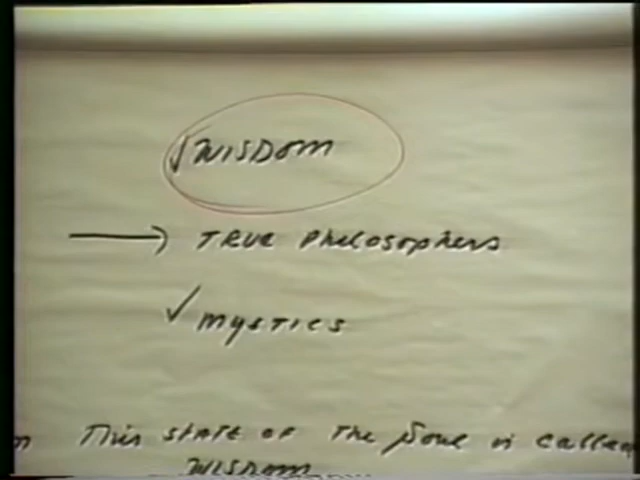 √WISDOM
→ TRUE Philosophers
✓ MYSTICS
This state of the Soul is called
WISDOM